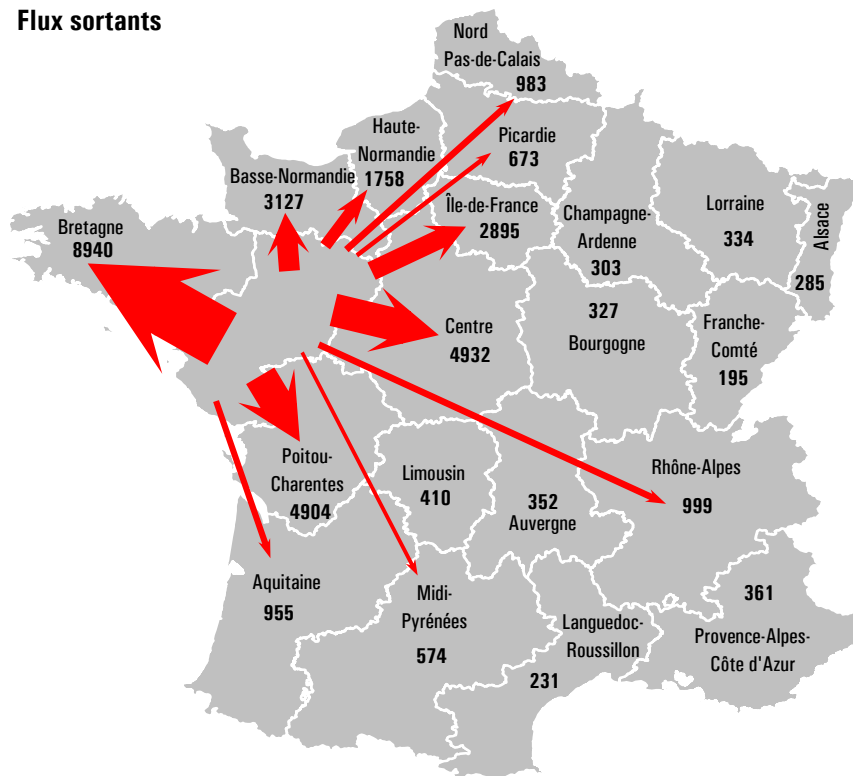 Flux sortants
Nord
Pas-de-Calais
983
Haute-
Normandie
1758
Picardie
673
Basse-Normandie
3127
Île-de-France
2895
Champagne-
Ardenne
303
Lorraine
334
Alsace
285
Bretagne
8940
Centre
4932
327
Bourgogne
Franche-
Comté
195
Poitou-
Charentes
4904
Limousin
410
352
Auvergne
Rhône-Alpes
999
Aquitaine
955
Midi-
Pyrénées
574
Languedoc-
Roussillon
231
361
Provence-Alpes-
Côte d'Azur